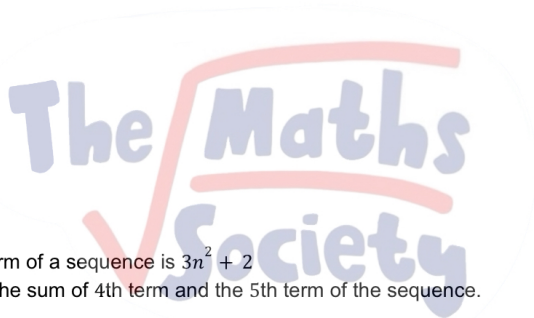 The Maths
Society
rm of a sequence is 3n² + 2
he sum of 4th term and the 5th term of the sequence.